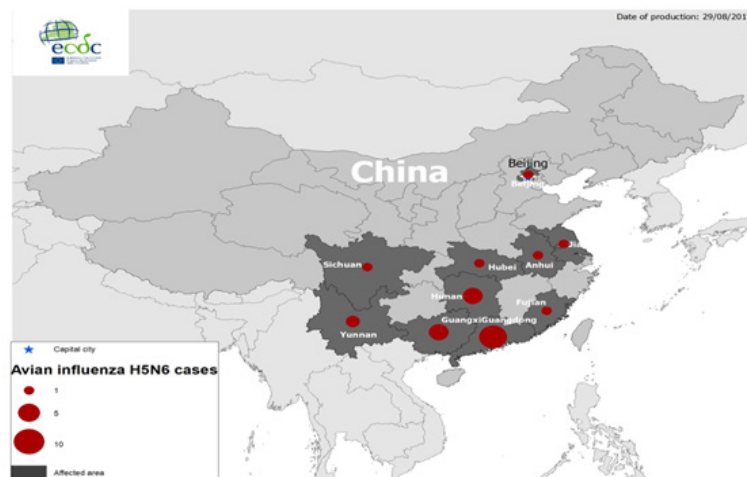 Date of production: 29/08/201
ecdc
China
Beijing
Beijing
Sichuan
Hubei
Anhui
Hunan
Fujian
Yunnan
Guangxi
Guangdong
Capital city
Avian influenza H5N6 cases
1
5
10
Affected area